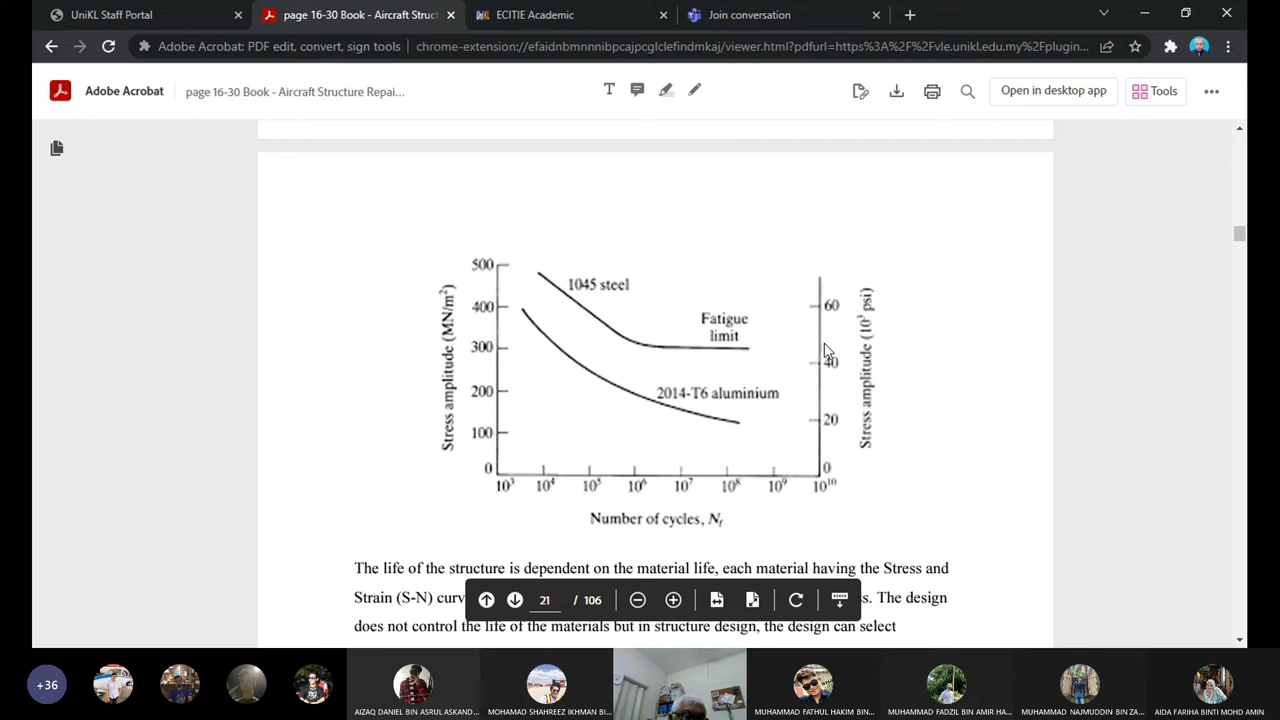 UniKL Staff Portal
page 16-30 Book - Aircraft Struct
ECITIE Academic
Join conversation
Adobe Acrobat: PDF edit, convert, sign tools
chrome-extension://efaidnbmnnnibpcajpcglclefindmkaj/viewer.html?pdfurl=https%3A%2F%2Fvle.unikl.edu.my%2Fplugin...
Adobe Acrobat
page 16-30 Book - Aircraft Structure Repai...
Open in desktop app
Tools
500
400
300
200
100
0
Stress amplitude (MN/m²)
1045 steel
Fatigue
limit
2014-T6 aluminium
60
40
20
0
Stress amplitude (10³ psi)
10³ 10⁴ 10⁵ 10⁶ 10⁷ 10⁸ 10⁹ 10¹⁰
Number of cycles, Nf
The life of the structure is dependent on the material life, each material having the Stress and
Strain (S-N) curv
. The design
does not control the life of the materials but in structure design, the design can select
21 / 106
+36
AIZAQ DANIEL BIN ASRUL ASKAND...
MOHAMAD SHAHREEZ IKHMAN BI...
MUHAMMAD FATHUL HAKIM BIN...
MUHAMMAD FADZIL BIN AMIR HA...
MUHAMMAD NAJMUDDIN BIN ZA...
AIDA FARIHA BINTI MOHD AMIN